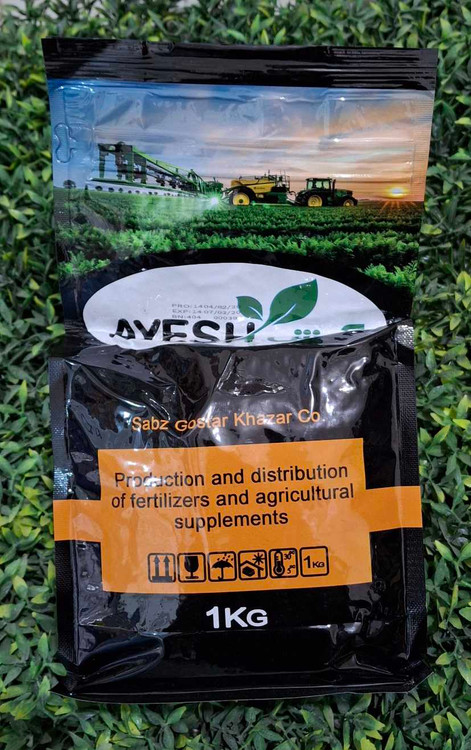 AYESH
Sabz Gostar Khazar Co
Production and distribution
of fertilizers and agricultural
supplements
1KG
1KG